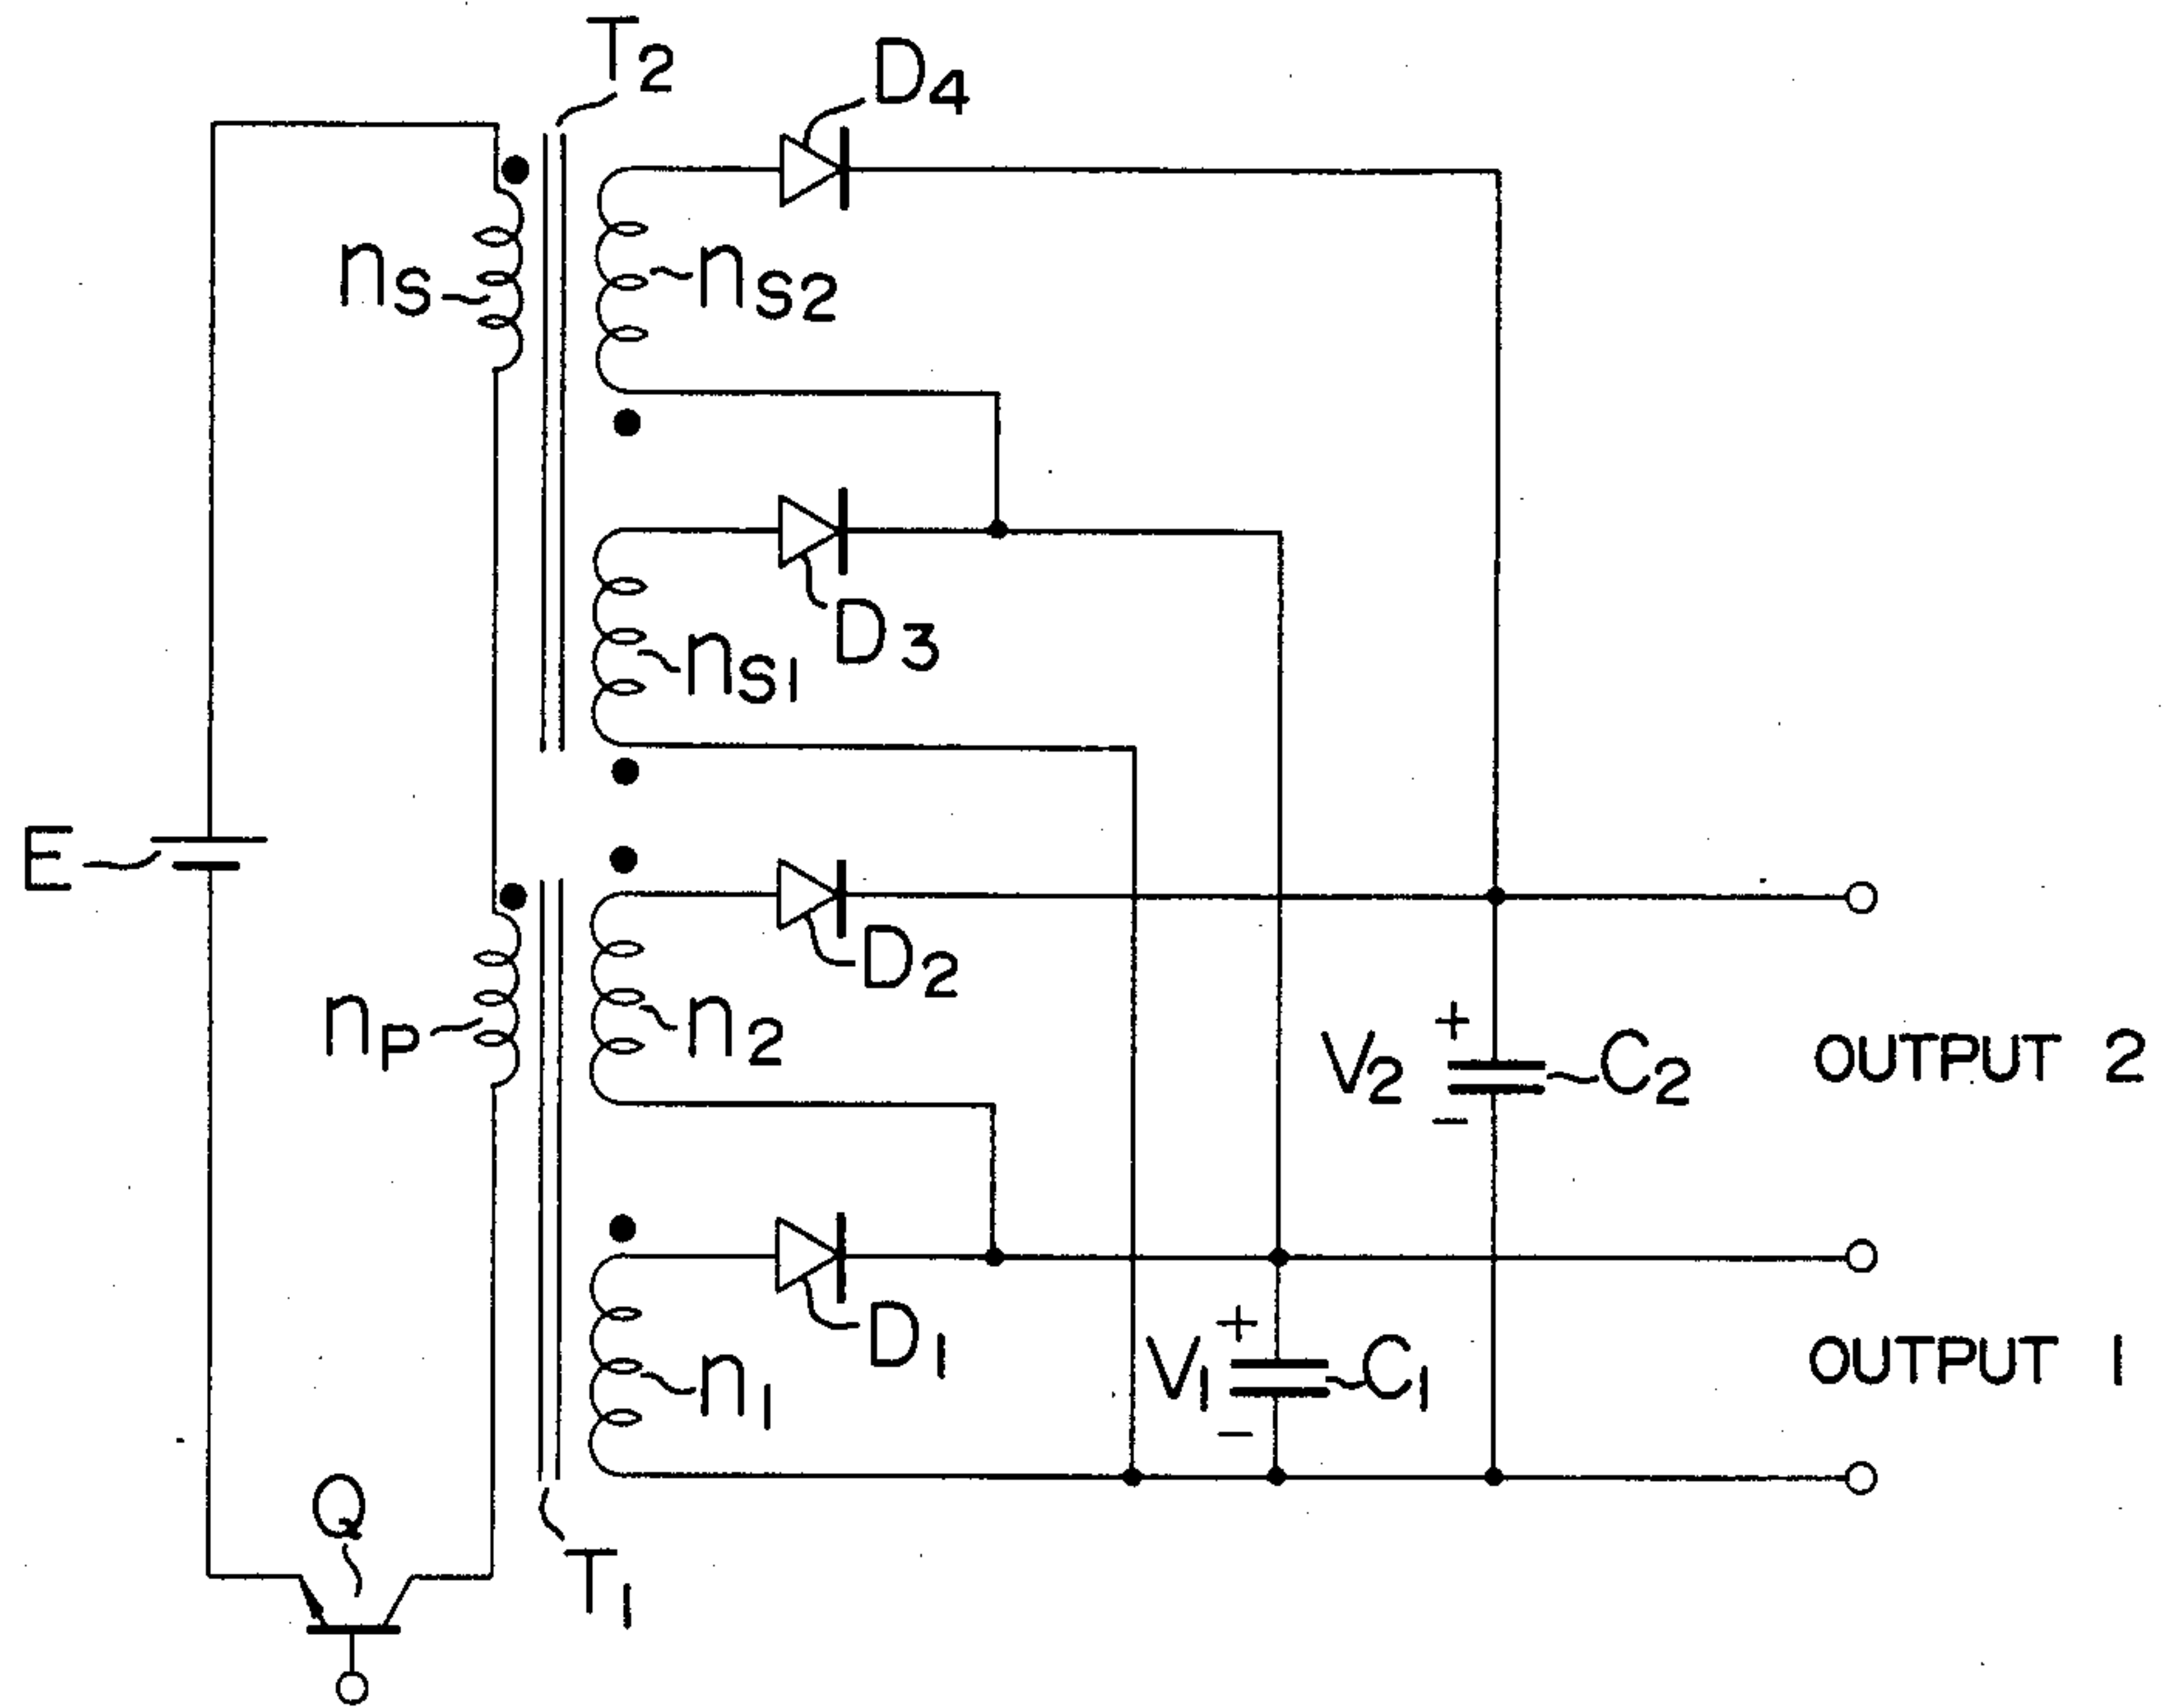 T2
D4
nS
nS2
D3
nS1
E
D2
nP
n2
+
V2
C2
OUTPUT 2
−
D1
n1
+
V1
C1
OUTPUT 1
−
Q
T1